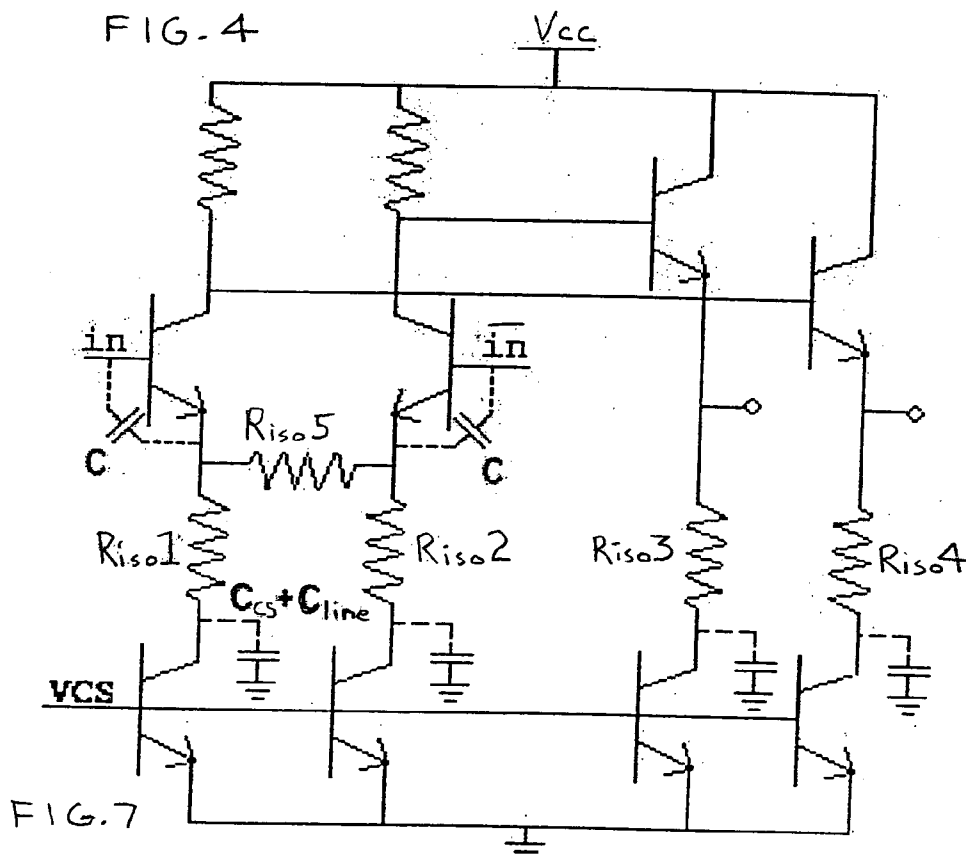 FIG. 4
Vcc
in
in
Riso5
C
C
Riso1
Riso2
Riso3
Riso4
Ccs+Cline
VCS
FIG. 7